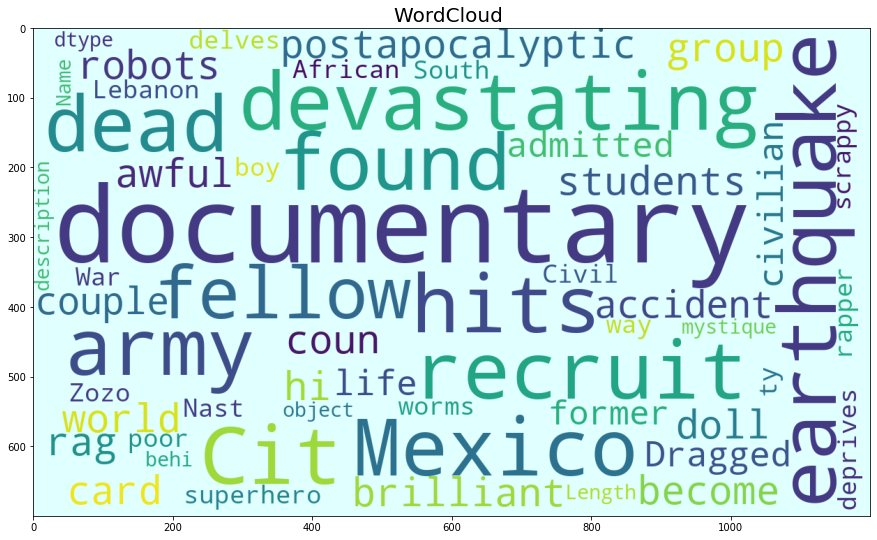 WordCloud
0
100
200
300
400
500
600
0
200
400
600
800
1000
dtype
delves
postapocalyptic
group
robots
African
South
Name
Lebanon
devastating
earthquake
dead
found
admitted
civilian
scrappy
awful
boy
students
description
documentary
War
Civil
couple
fellow
hits
accident
rapper
way
mystique
army
coun
recruit
hi
life
ty
Zozo
Nast
object
worms
former
world
doll
deprives
rag
poor
behi
Cit
Mexico
Dragged
card
superhero
brilliant
Length
become